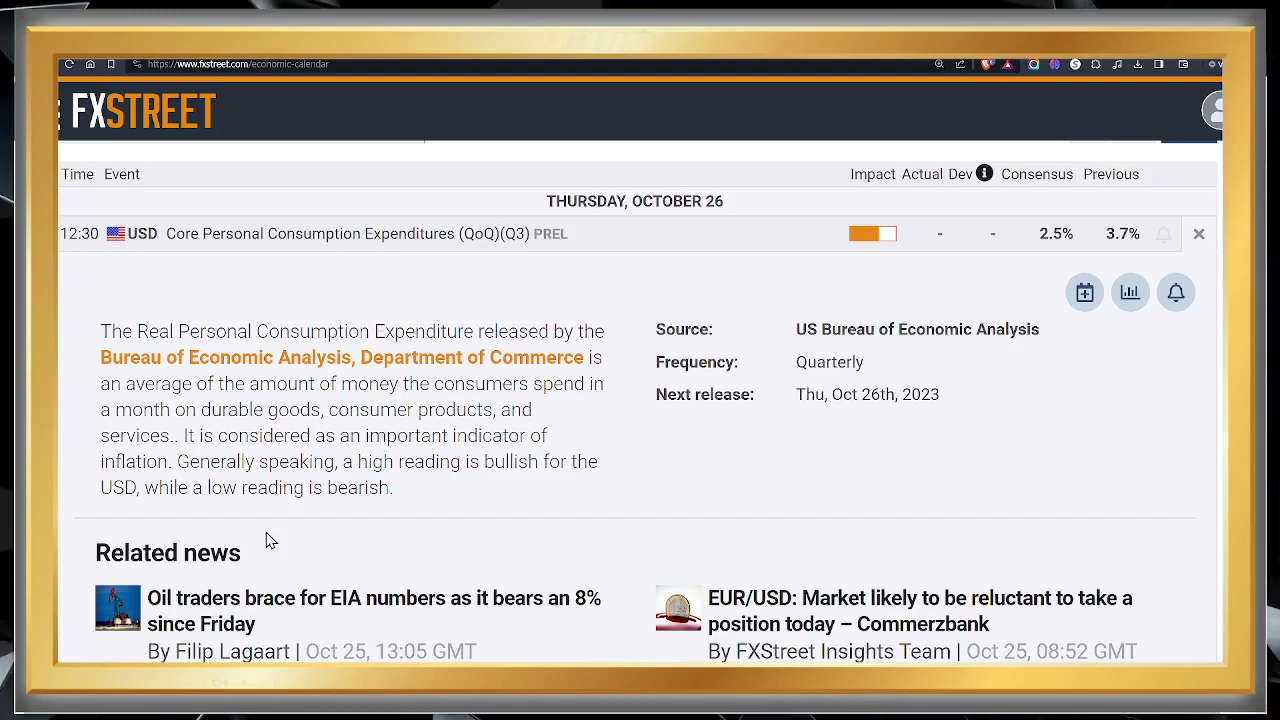 https://www.fxstreet.com/economic-calendar
FXSTREET
Time Event Impact Actual Dev Consensus Previous
THURSDAY, OCTOBER 26
12:30 USD Core Personal Consumption Expenditures (QoQ)(Q3) PREL - - 2.5% 3.7%
The Real Personal Consumption Expenditure released by the
Bureau of Economic Analysis, Department of Commerce is
an average of the amount of money the consumers spend in
a month on durable goods, consumer products, and
services.. It is considered as an important indicator of
inflation. Generally speaking, a high reading is bullish for the
USD, while a low reading is bearish.
Source: US Bureau of Economic Analysis
Frequency: Quarterly
Next release: Thu, Oct 26th, 2023
Related news
Oil traders brace for EIA numbers as it bears an 8%
since Friday
By Filip Lagaart | Oct 25, 13:05 GMT
EUR/USD: Market likely to be reluctant to take a
position today – Commerzbank
By FXStreet Insights Team | Oct 25, 08:52 GMT